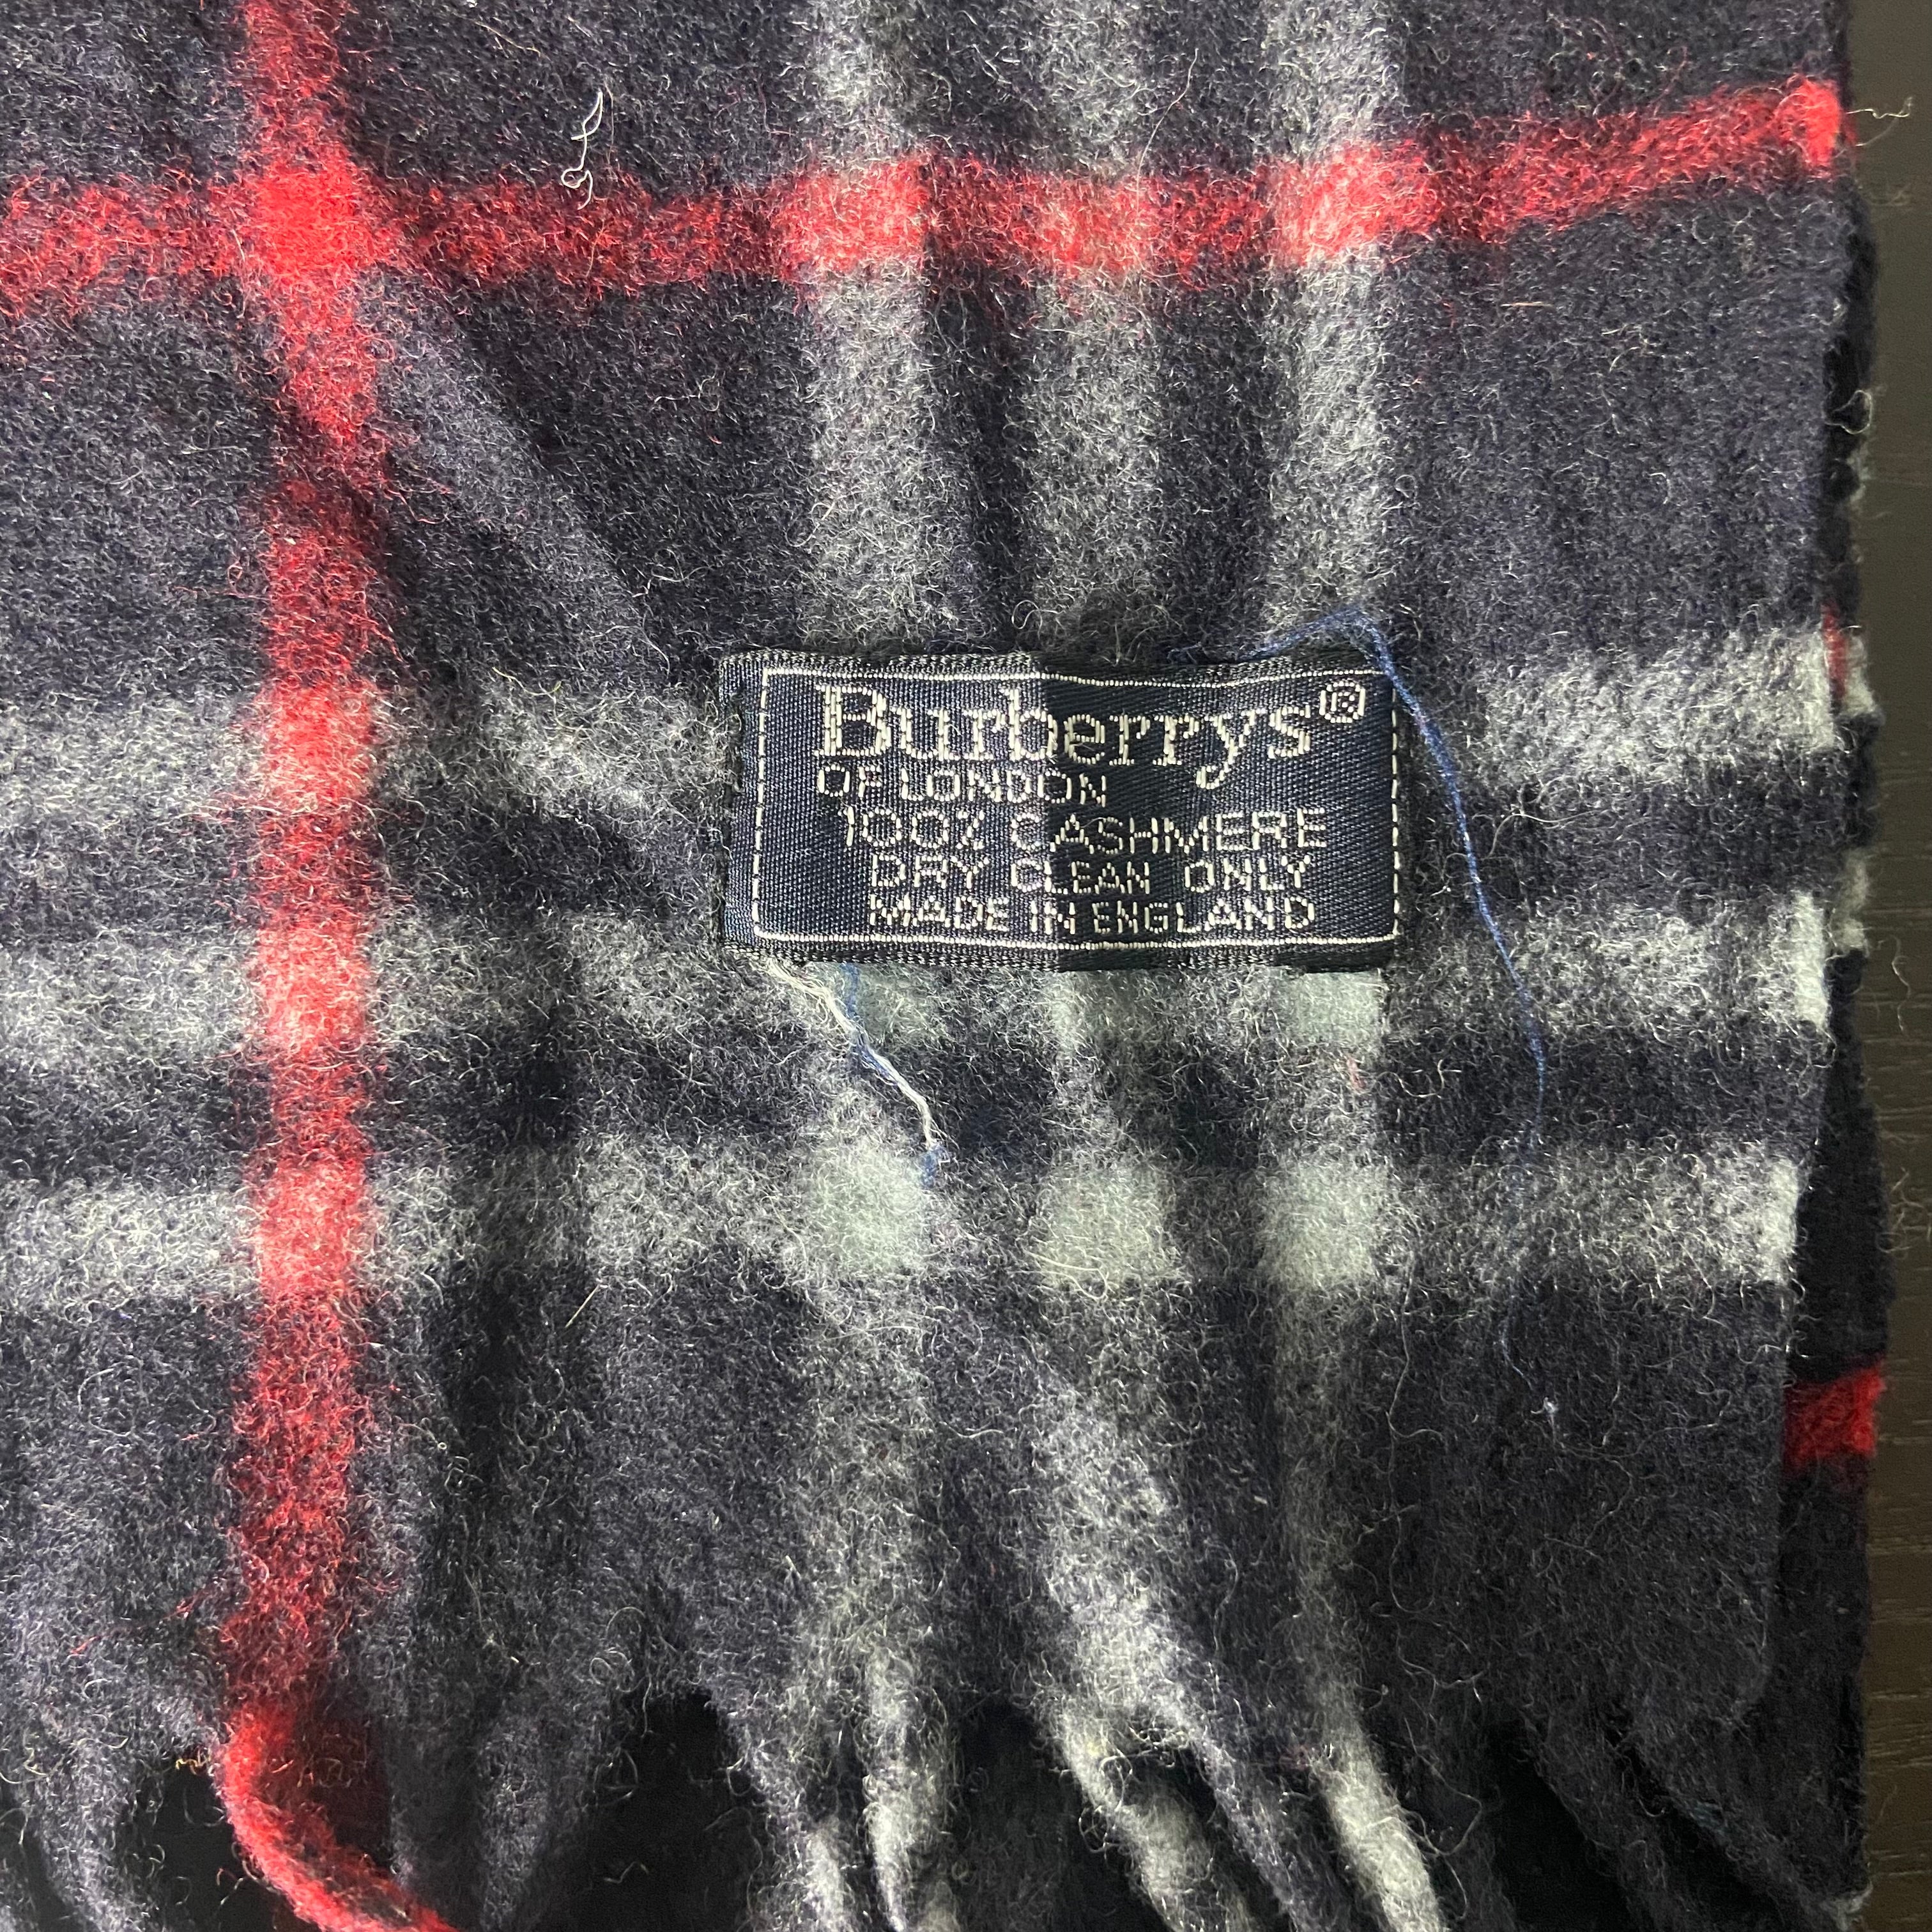 Burberrys®
OF LONDON
100% CASHMERE
DRY CLEAN ONLY
MADE IN ENGLAND